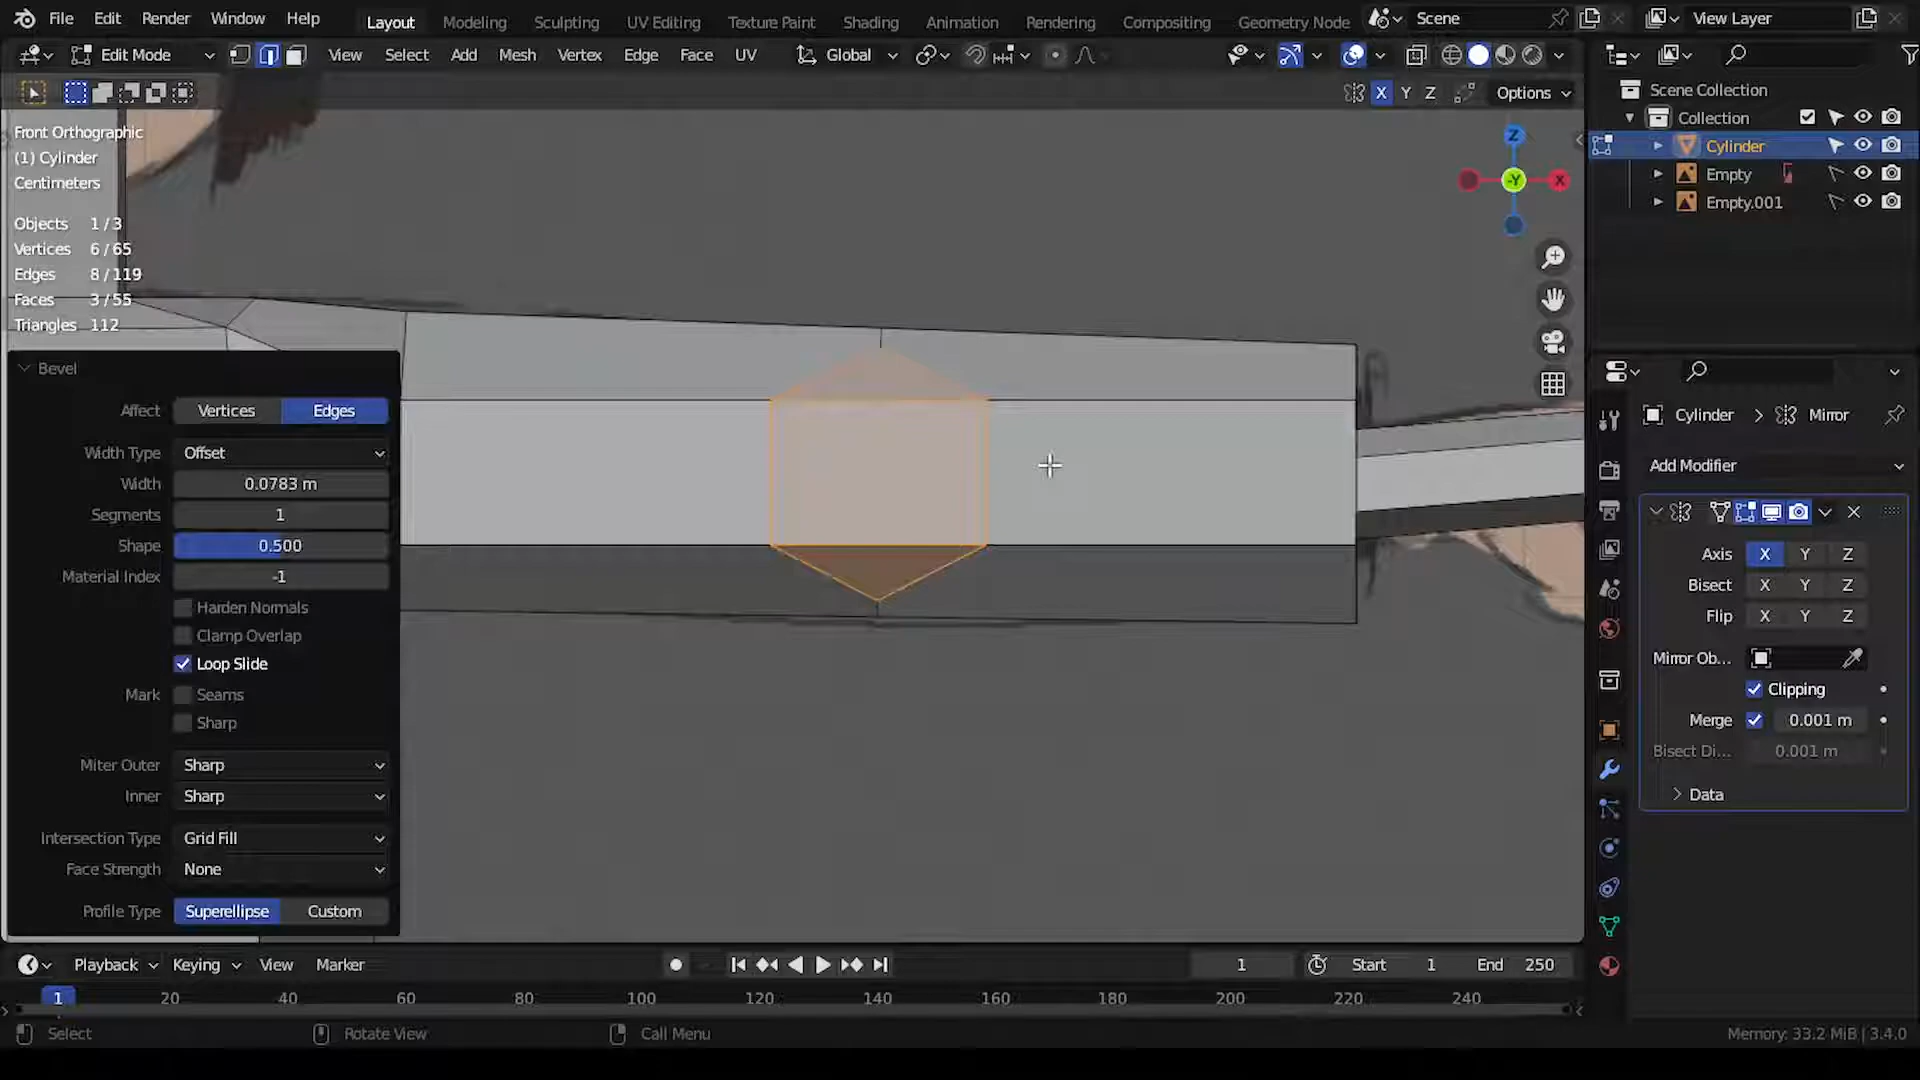 File Edit Render Window Help Layout Modeling Sculpting UV Editing Texture Paint Shading Animation Rendering Compositing Geometry Node Scene View Layer
Edit Mode View Select Add Mesh Vertex Edge Face UV Global
X Y Z Options
Scene Collection
Collection
Cylinder
Empty
Empty.001
Front Orthographic
(1) Cylinder
Centimeters
Objects 1 / 3
Vertices 6 / 65
Edges 8 / 119
Faces 3 / 55
Triangles 112
Z
-Y X
Bevel
Affect Vertices Edges
Width Type Offset
Width 0.0783 m
Segments 1
Shape 0.500
Material Index -1
Harden Normals
Clamp Overlap
Loop Slide
Mark Seams
Sharp
Miter Outer Sharp
Inner Sharp
Intersection Type Grid Fill
Face Strength None
Profile Type Superellipse Custom
Cylinder > Mirror
Add Modifier
Axis X Y Z
Bisect X Y Z
Flip X Y Z
Mirror Ob...
Clipping
Merge 0.001 m
Bisect Di... 0.001 m
Data
Playback Keying View Marker 1 Start 1 End 250
1 20 40 60 80 100 120 140 160 180 200 220 240
Select Rotate View Call Menu Memory: 33.2 MiB | 3.4.0